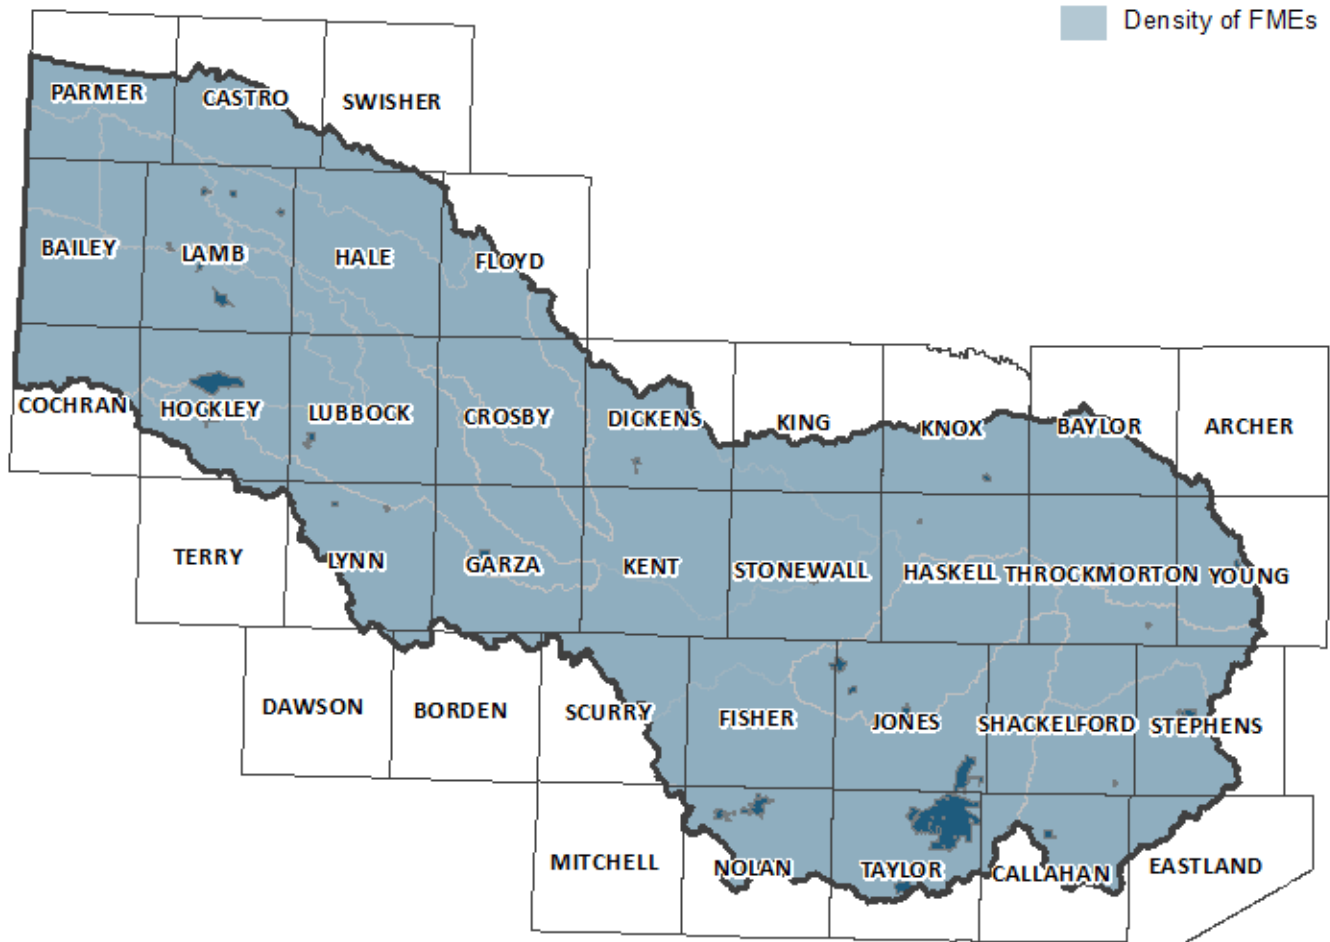 Density of FMEs
PARMER
CASTRO
SWISHER
BAILEY
LAMB
HALE
FLOYD
COCHRAN
HOCKLEY
LUBBOCK
CROSBY
DICKENS
KING
KNOX
BAYLOR
ARCHER
TERRY
LYNN
GARZA
KENT
STONEWALL
HASKELL
THROCKMORTON
YOUNG
DAWSON
BORDEN
SCURRY
FISHER
JONES
SHACKELFORD
STEPHENS
MITCHELL
NOLAN
TAYLOR
CALLAHAN
EASTLAND